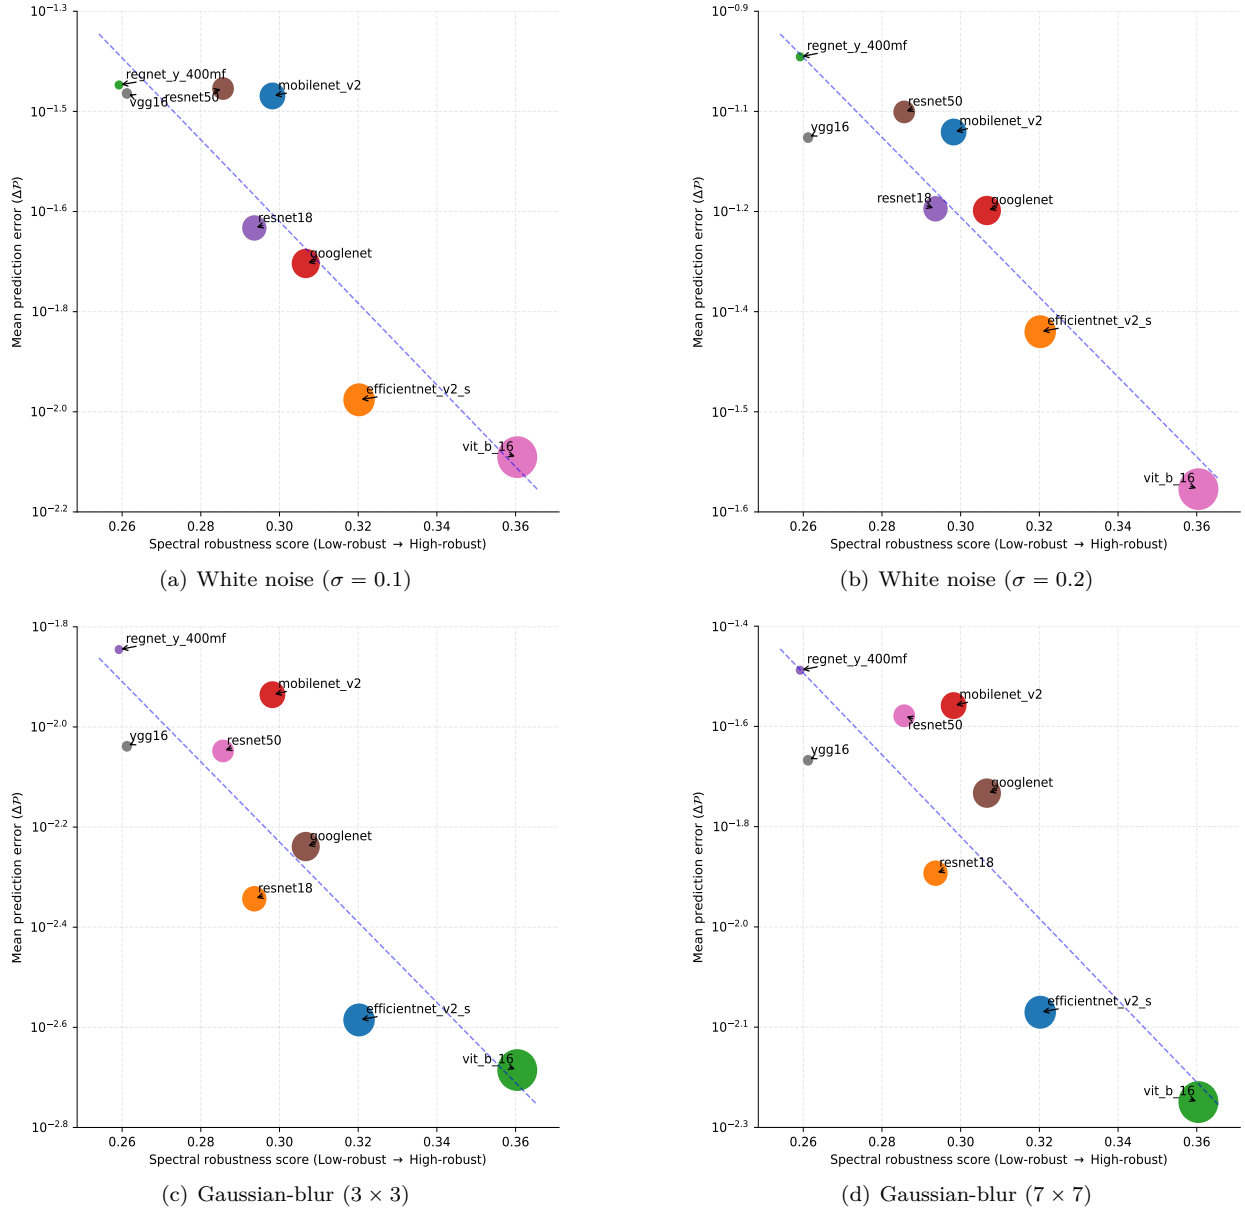 10^−1.3
10^−1.5
10^−1.6
10^−1.8
10^−2.0
10^−2.2
Mean prediction error (Δ𝒫)
regnet_y_400mf
vgg16
resnet50
mobilenet_v2
resnet18
googlenet
efficientnet_v2_s
vit_b_16
0.26 0.28 0.30 0.32 0.34 0.36
Spectral robustness score (Low-robust → High-robust)
(a) White noise (σ = 0.1)
10^−0.9
10^−1.1
10^−1.2
10^−1.4
10^−1.5
10^−1.6
Mean prediction error (Δ𝒫)
regnet_y_400mf
resnet50
mobilenet_v2
vgg16
resnet18
googlenet
efficientnet_v2_s
vit_b_16
0.26 0.28 0.30 0.32 0.34 0.36
Spectral robustness score (Low-robust → High-robust)
(b) White noise (σ = 0.2)
10^−1.8
10^−2.0
10^−2.2
10^−2.4
10^−2.6
10^−2.8
Mean prediction error (Δ𝒫)
regnet_y_400mf
mobilenet_v2
vgg16
resnet50
googlenet
resnet18
efficientnet_v2_s
vit_b_16
0.26 0.28 0.30 0.32 0.34 0.36
Spectral robustness score (Low-robust → High-robust)
(c) Gaussian-blur (3 × 3)
10^−1.4
10^−1.6
10^−1.8
10^−2.0
10^−2.1
10^−2.3
Mean prediction error (Δ𝒫)
regnet_y_400mf
mobilenet_v2
resnet50
vgg16
googlenet
resnet18
efficientnet_v2_s
vit_b_16
0.26 0.28 0.30 0.32 0.34 0.36
Spectral robustness score (Low-robust → High-robust)
(d) Gaussian-blur (7 × 7)